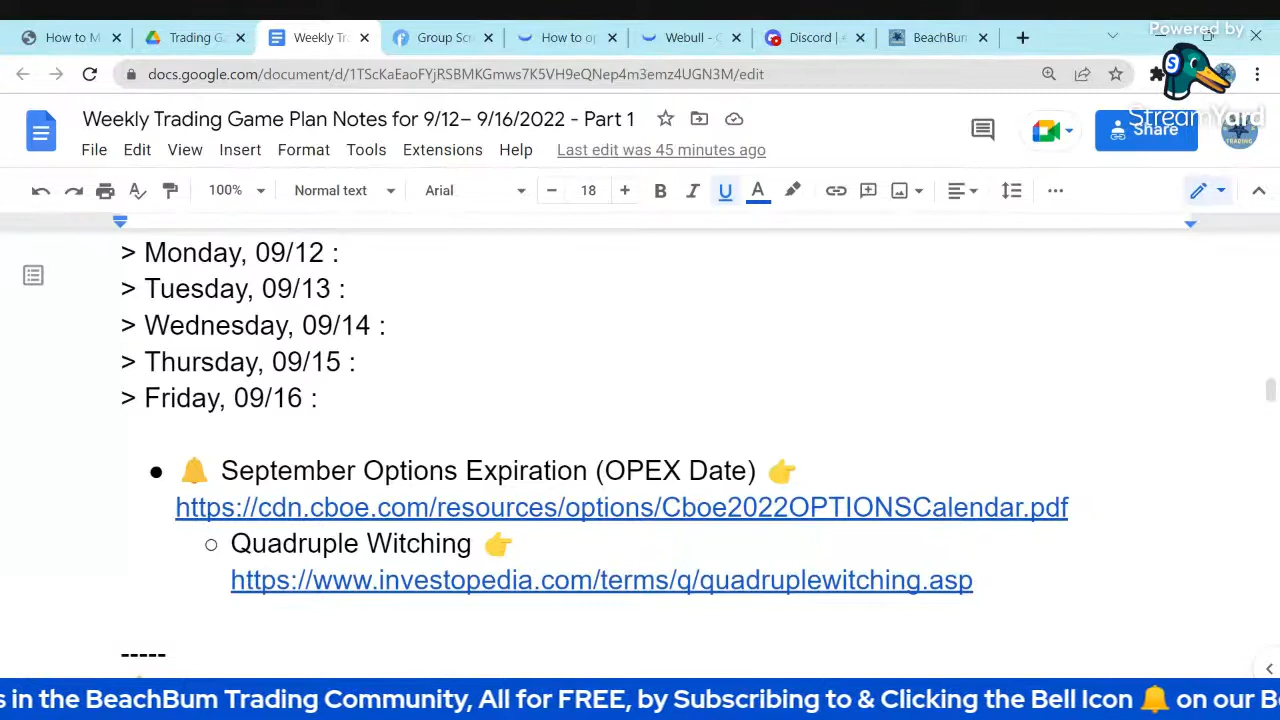 Powered by
How to M
Trading G
Weekly Tr
Group Sc
How to o
Webull -
Discord |
BeachBun
docs.google.com/document/d/1TScKaEaoFYjRSBMKGmws7K5VH9eQNep4m3emz4UGN3M/edit
StreamYard
Weekly Trading Game Plan Notes for 9/12– 9/16/2022 - Part 1
Share
TRADING
File Edit View Insert Format Tools Extensions Help Last edit was 45 minutes ago
100% Normal text Arial 18 B I U A
> Monday, 09/12 :
> Tuesday, 09/13 :
> Wednesday, 09/14 :
> Thursday, 09/15 :
> Friday, 09/16 :
● 🔔 September Options Expiration (OPEX Date) 👉
https://cdn.cboe.com/resources/options/Cboe2022OPTIONSCalendar.pdf
○ Quadruple Witching 👉
https://www.investopedia.com/terms/q/quadruplewitching.asp
-----
s in the BeachBum Trading Community, All for FREE, by Subscribing to & Clicking the Bell Icon 🔔 on our B